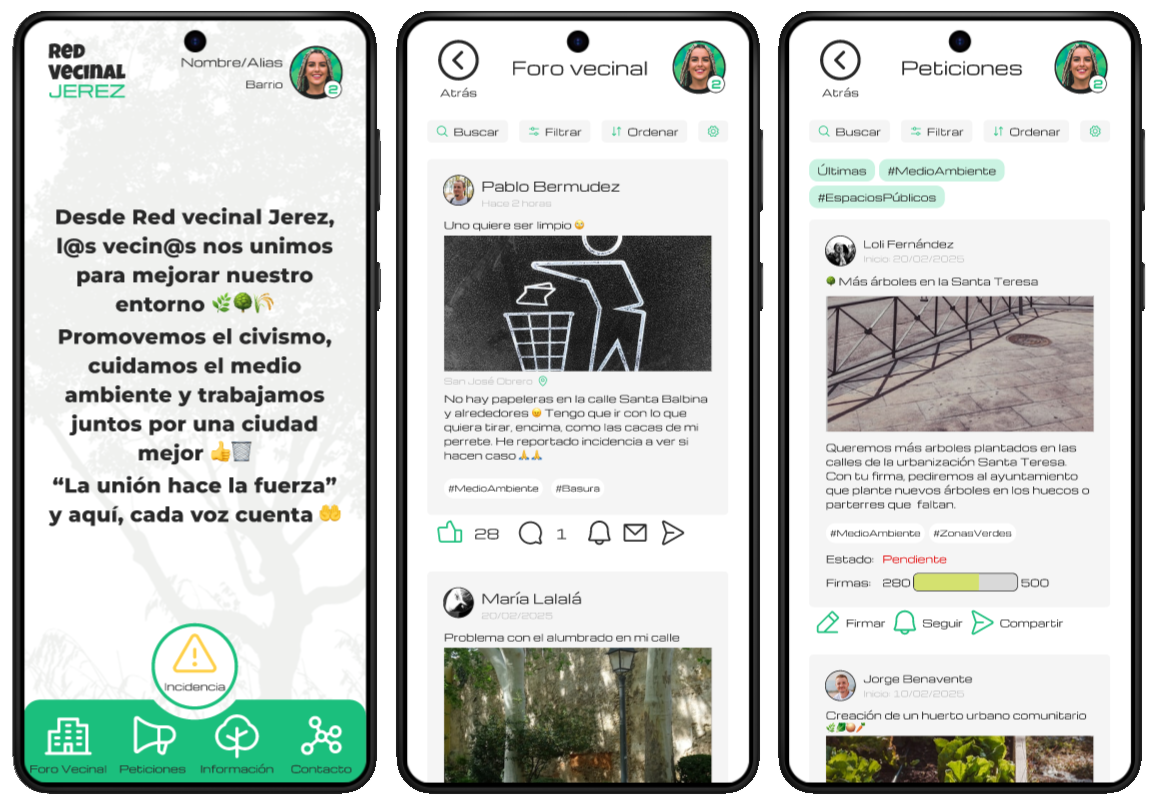 Red
vecinal
JEREZ
Nombre/Alias
Barrio
2
Desde Red vecinal Jerez,
l@s vecin@s nos unimos
para mejorar nuestro
entorno 🌿🌳🌾
Promovemos el civismo,
cuidamos el medio
ambiente y trabajamos
juntos por una ciudad
mejor 👍🗑️
“La unión hace la fuerza”
y aquí, cada voz cuenta 🤲
Incidencia
Foro Vecinal
Peticiones
Información
Contacto
Atrás
Foro vecinal
2
Buscar
Filtrar
Ordenar
Pablo Bermudez
Hace 2 horas
Uno quiere ser limpio 😅
San José Obrero
No hay papeleras en la calle Santa Balbina
y alrededores 😠 Tengo que ir con lo que
quiera tirar, encima, como las cacas de mi
perrete. He reportado incidencia a ver si
hacen caso 🙏🙏
#MedioAmbiente
#Basura
28
1
María Lalalá
20/02/2025
Problema con el alumbrado en mi calle
Atrás
Peticiones
2
Buscar
Filtrar
Ordenar
Últimas
#MedioAmbiente
#EspaciosPúblicos
Loli Fernández
Inicio: 20/02/2025
🌳 Más árboles en la Santa Teresa
Queremos más arboles plantados en las
calles de la urbanización Santa Teresa.
Con tu firma, pediremos al ayuntamiento
que plante nuevos árboles en los huecos o
parterres que faltan.
#MedioAmbiente
#ZonasVerdes
Estado: Pendiente
Firmas: 290 500
Firmar
Seguir
Compartir
Jorge Benavente
Inicio: 10/02/2025
Creación de un huerto urbano comunitario
🌿🥬🍅🥕